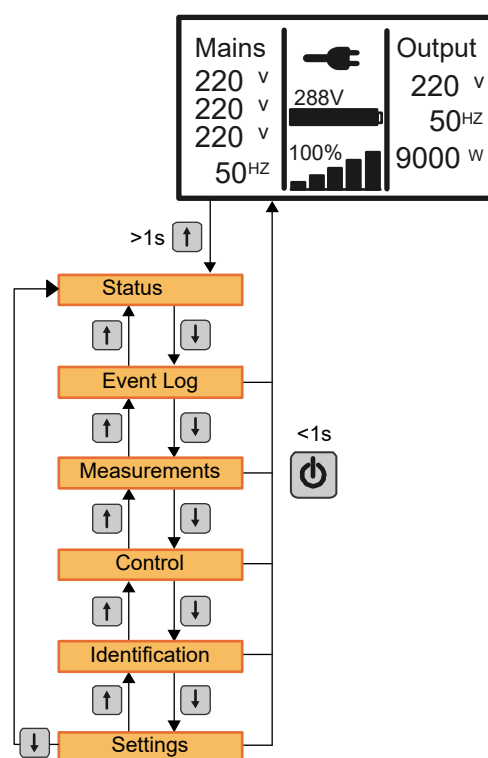 Mains
Output
220 v
220 v
220 v
50HZ
288V
100%
220 v
50HZ
9000 W
>1s
Status
Event Log
Measurements
Control
Identification
Settings
<1s